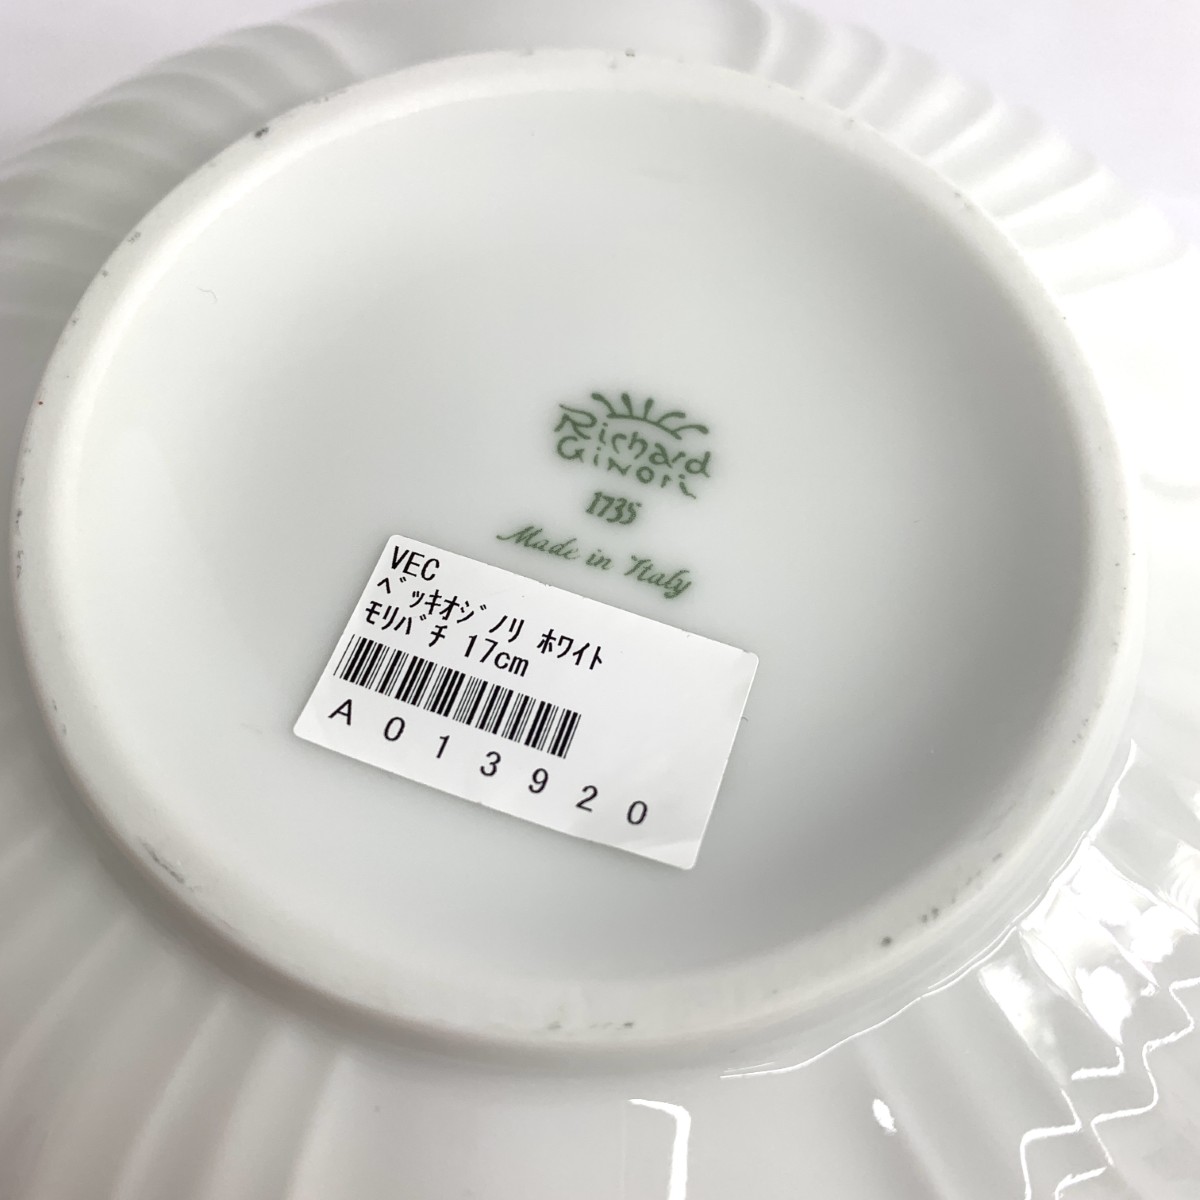 Richard
Ginori
1735
Made in Italy
VEC
ﾍﾞｯｷｵｼﾞﾉﾘ ﾎﾜｲﾄ
ﾓﾘﾊﾞﾁ 17cm
A013920